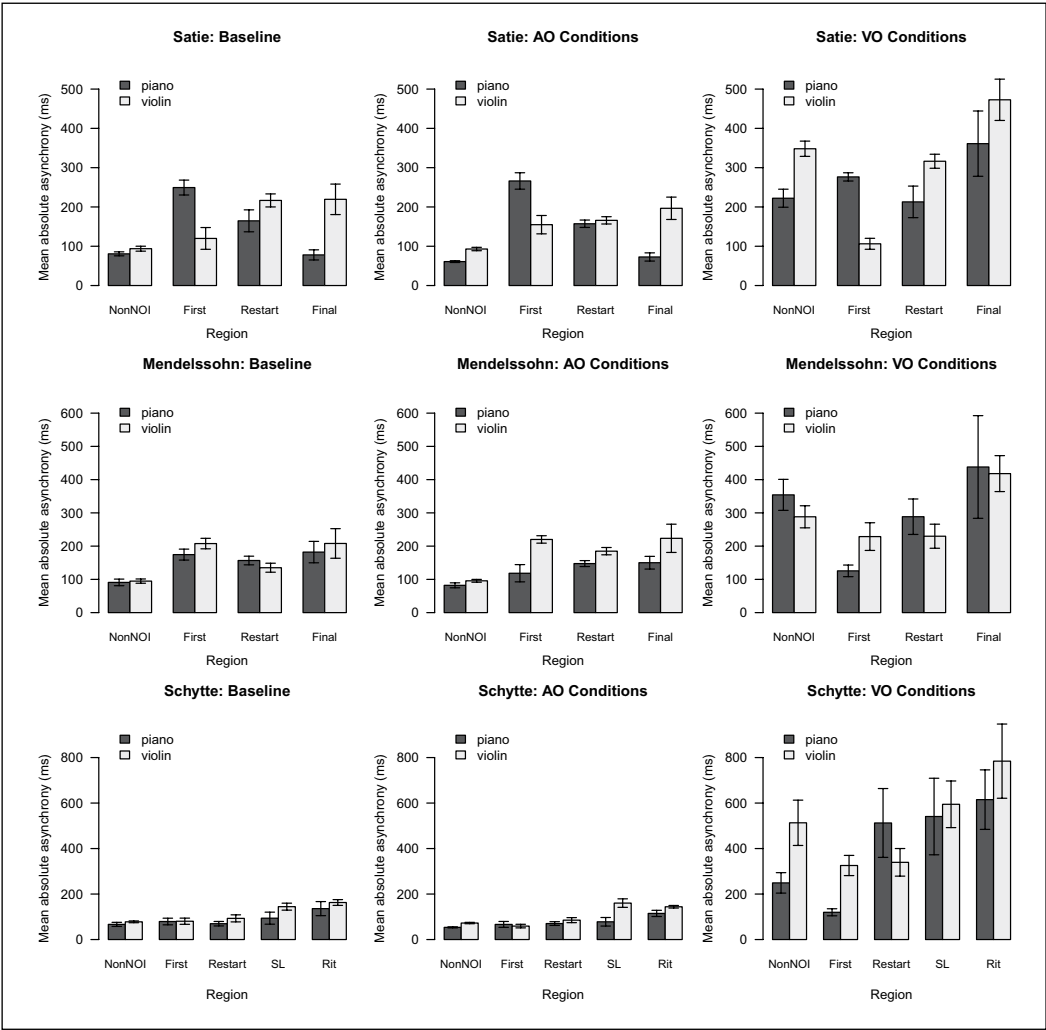 Satie: Baseline
piano
violin
Mean absolute asynchrony (ms)
500
400
300
200
100
0
NonNOI First Restart Final
Region
Satie: AO Conditions
piano
violin
Mean absolute asynchrony (ms)
500
400
300
200
100
0
NonNOI First Restart Final
Region
Satie: VO Conditions
piano
violin
Mean absolute asynchrony (ms)
500
400
300
200
100
0
NonNOI First Restart Final
Region
Mendelssohn: Baseline
piano
violin
Mean absolute asynchrony (ms)
600
500
400
300
200
100
0
NonNOI First Restart Final
Region
Mendelssohn: AO Conditions
piano
violin
Mean absolute asynchrony (ms)
600
500
400
300
200
100
0
NonNOI First Restart Final
Region
Mendelssohn: VO Conditions
piano
violin
Mean absolute asynchrony (ms)
600
500
400
300
200
100
0
NonNOI First Restart Final
Region
Schytte: Baseline
piano
violin
Mean absolute asynchrony (ms)
800
600
400
200
0
NonNOI First Restart SL Rit
Region
Schytte: AO Conditions
piano
violin
Mean absolute asynchrony (ms)
800
600
400
200
0
NonNOI First Restart SL Rit
Region
Schytte: VO Conditions
piano
violin
Mean absolute asynchrony (ms)
800
600
400
200
0
NonNOI First Restart SL Rit
Region